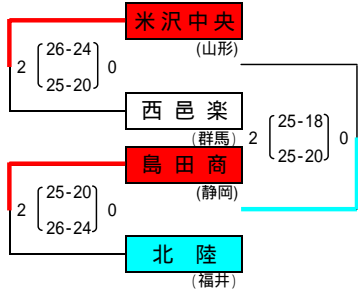 米沢中央
(山形)
2 26-24 0
25-20
西邑楽
(群馬)
2 25-18 0
25-20
島田商
(静岡)
2 25-20 0
26-24
北陸
(福井)